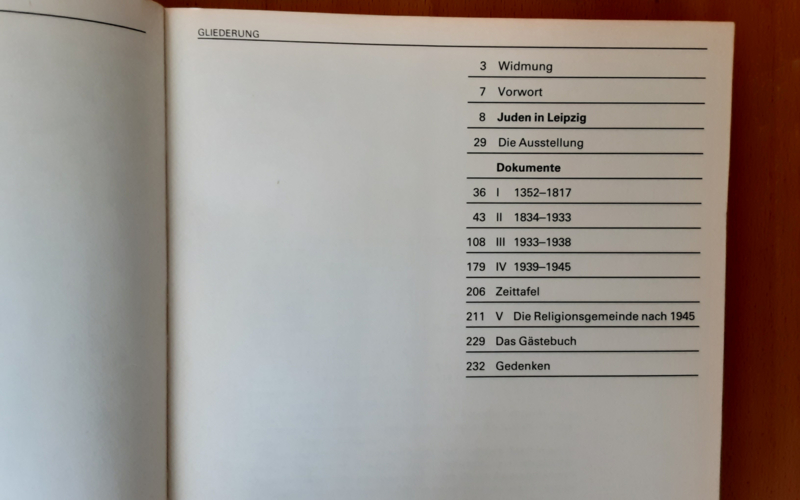 GLIEDERUNG
3 Widmung
7 Vorwort
8 Juden in Leipzig
29 Die Ausstellung
Dokumente
36 I 1352–1817
43 II 1834–1933
108 III 1933–1938
179 IV 1939–1945
206 Zeittafel
211 V Die Religionsgemeinde nach 1945
229 Das Gästebuch
232 Gedenken